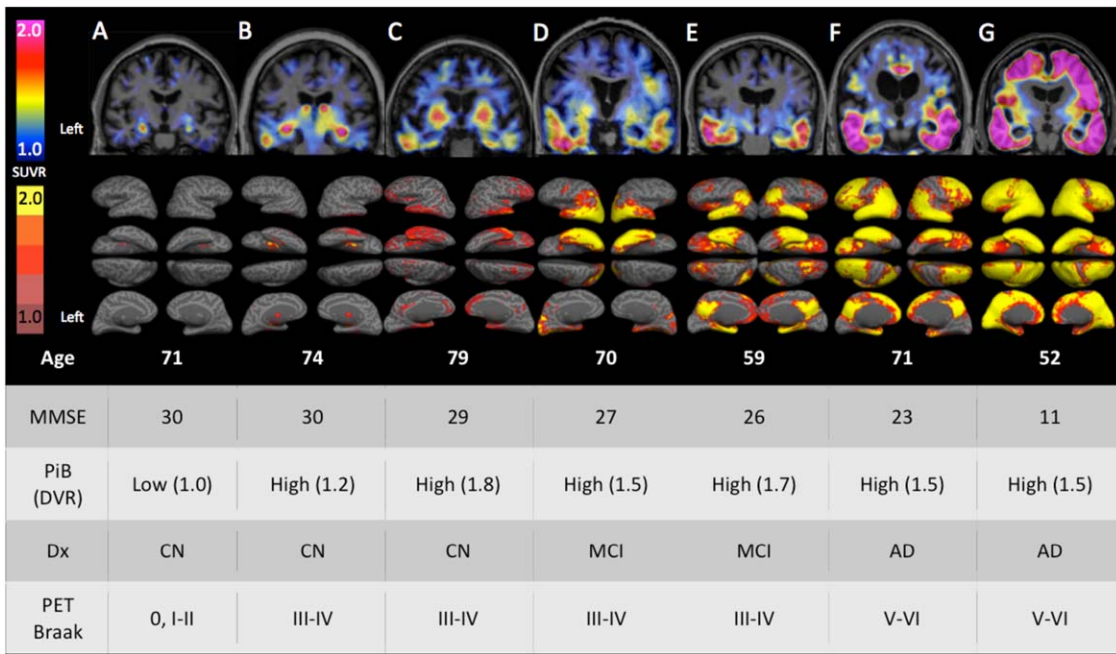 2.0 A B C D E F G
Left
1.0
SUVR
2.0
1.0 Left
Age 71 74 79 70 59 71 52
MMSE 30 30 29 27 26 23 11
PiB
(DVR) Low (1.0) High (1.2) High (1.8) High (1.5) High (1.7) High (1.5) High (1.5)
Dx CN CN CN MCI MCI AD AD
PET
Braak 0, I-II III-IV III-IV III-IV III-IV V-VI V-VI